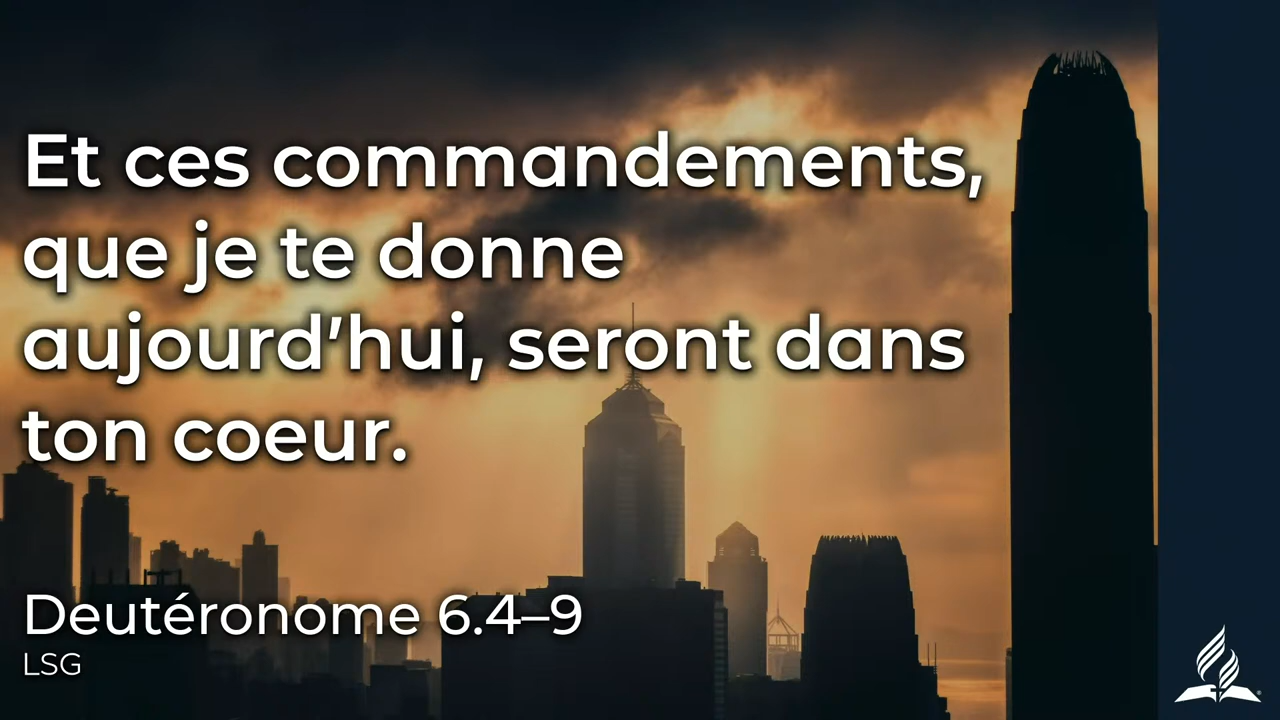 Et ces commandements,
que je te donne
aujourd’hui, seront dans
ton coeur.
Deutéronome 6.4–9
LSG